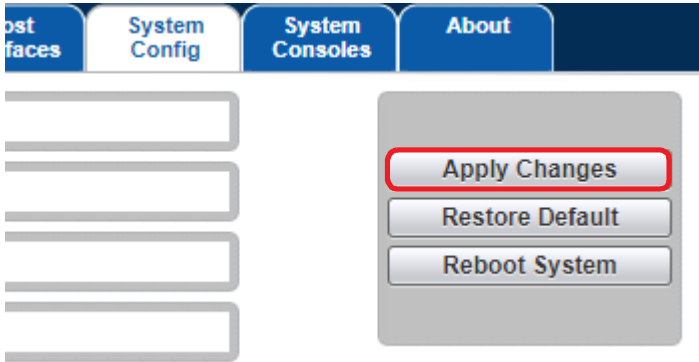 System
Config
System
Consoles
About
Apply Changes
Restore Default
Reboot System